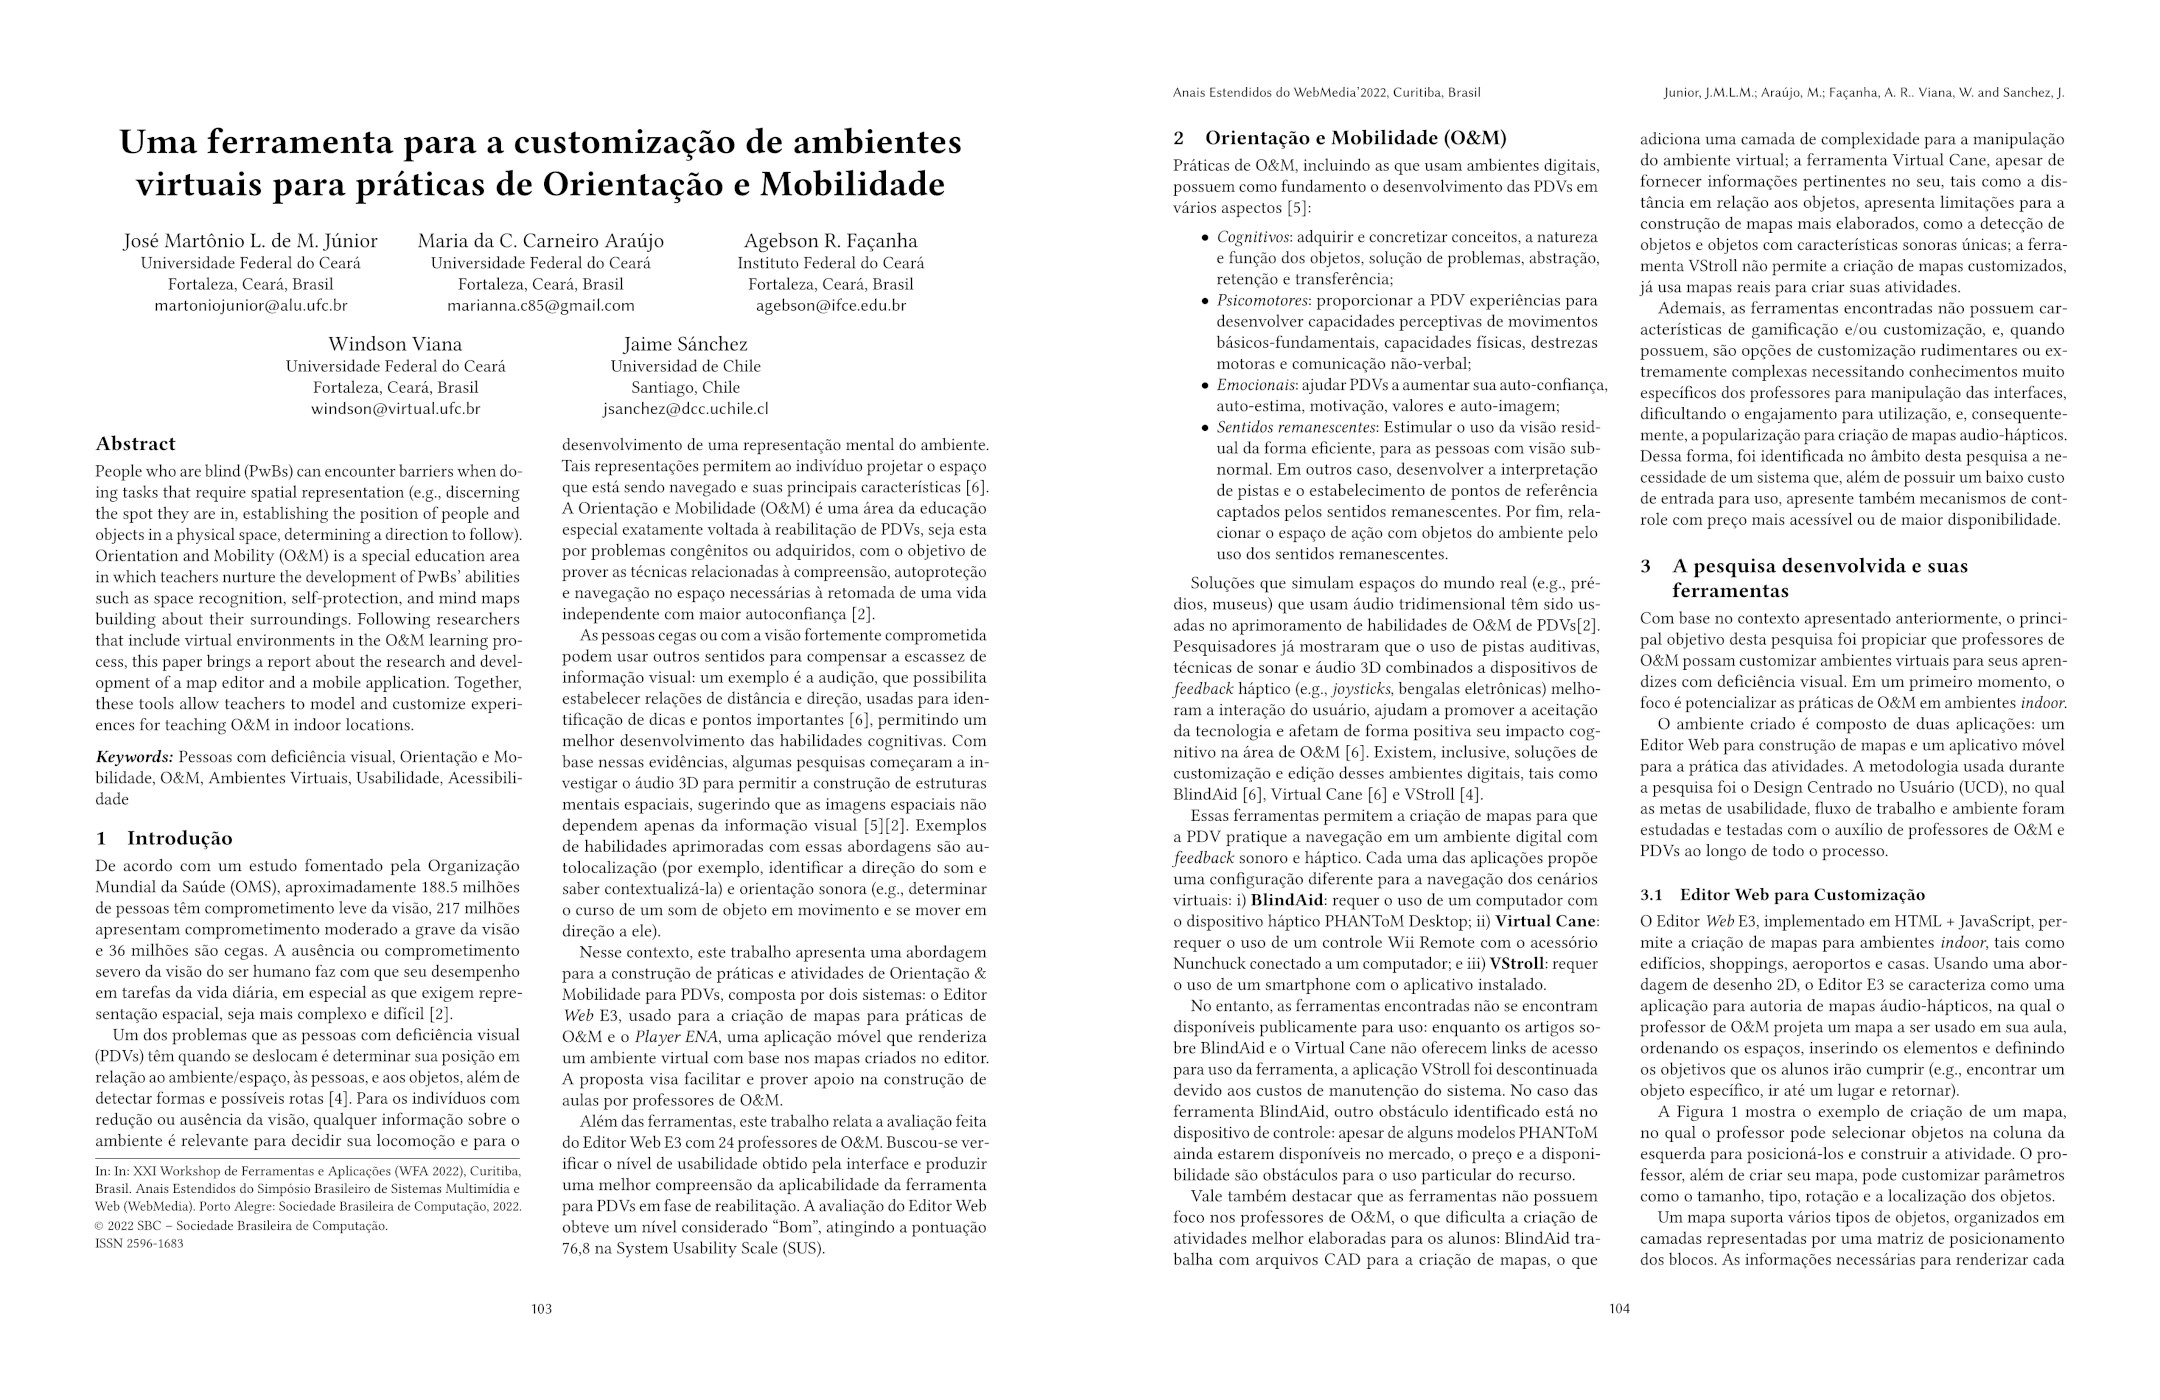 Uma ferramenta para a customização de ambientes
virtuais para práticas de Orientação e Mobilidade
José Martônio L. de M. Júnior
Universidade Federal do Ceará
Fortaleza, Ceará, Brasil
martoniojunior@alu.ufc.br
Maria da C. Carneiro Araújo
Universidade Federal do Ceará
Fortaleza, Ceará, Brasil
marianna.c85@gmail.com
Agebson R. Façanha
Instituto Federal do Ceará
Fortaleza, Ceará, Brasil
agebson@ifce.edu.br
Windson Viana
Universidade Federal do Ceará
Fortaleza, Ceará, Brasil
windson@virtual.ufc.br
Jaime Sánchez
Universidad de Chile
Santiago, Chile
jsanchez@dcc.uchile.cl
Abstract
People who are blind (PwBs) can encounter barriers when do-
ing tasks that require spatial representation (e.g., discerning
the spot they are in, establishing the position of people and
objects in a physical space, determining a direction to follow).
Orientation and Mobility (O&M) is a special education area
in which teachers nurture the development of PwBs' abilities
such as space recognition, self-protection, and mind maps
building about their surroundings. Following researchers
that include virtual environments in the O&M learning pro-
cess, this paper brings a report about the research and devel-
opment of a map editor and a mobile application. Together,
these tools allow teachers to model and customize experi-
ences for teaching O&M in indoor locations.
Keywords: Pessoas com deficiência visual, Orientação e Mo-
bilidade, O&M, Ambientes Virtuais, Usabilidade, Acessibili-
dade
1 Introdução
De acordo com um estudo fomentado pela Organização
Mundial da Saúde (OMS), aproximadamente 188.5 milhões
de pessoas têm comprometimento leve da visão, 217 milhões
apresentam comprometimento moderado a grave da visão
e 36 milhões são cegas. A ausência ou comprometimento
severo da visão do ser humano faz com que seu desempenho
em tarefas da vida diária, em especial as que exigem repre-
sentação espacial, seja mais complexo e difícil [2].
Um dos problemas que as pessoas com deficiência visual
(PDVs) têm quando se deslocam é determinar sua posição em
relação ao ambiente/espaço, às pessoas, e aos objetos, além de
detectar formas e possíveis rotas [4]. Para os indivíduos com
redução ou ausência da visão, qualquer informação sobre o
ambiente é relevante para decidir sua locomoção e para o
In: In: XXI Workshop de Ferramentas e Aplicações (WFA 2022), Curitiba,
Brasil. Anais Estendidos do Simpósio Brasileiro de Sistemas Multimídia e
Web (WebMedia). Porto Alegre: Sociedade Brasileira de Computação, 2022.
© 2022 SBC – Sociedade Brasileira de Computação.
ISSN 2596-1683
desenvolvimento de uma representação mental do ambiente.
Tais representações permitem ao indivíduo projetar o espaço
que está sendo navegado e suas principais características [6].
A Orientação e Mobilidade (O&M) é uma área da educação
especial exatamente voltada à reabilitação de PDVs, seja esta
por problemas congênitos ou adquiridos, com o objetivo de
prover as técnicas relacionadas à compreensão, autoproteção
e navegação no espaço necessárias à retomada de uma vida
independente com maior autoconfiança [2].
As pessoas cegas ou com a visão fortemente comprometida
podem usar outros sentidos para compensar a escassez de
informação visual: um exemplo é a audição, que possibilita
estabelecer relações de distância e direção, usadas para iden-
tificação de dicas e pontos importantes [6], permitindo um
melhor desenvolvimento das habilidades cognitivas. Com
base nessas evidências, algumas pesquisas começaram a in-
vestigar o áudio 3D para permitir a construção de estruturas
mentais espaciais, sugerindo que as imagens espaciais não
dependem apenas da informação visual [5][2]. Exemplos
de habilidades aprimoradas com essas abordagens são au-
tolocalização (por exemplo, identificar a direção do som e
saber contextualizá-la) e orientação sonora (e.g., determinar
o curso de um som de objeto em movimento e se mover em
direção a ele).
Nesse contexto, este trabalho apresenta uma abordagem
para a construção de práticas e atividades de Orientação &
Mobilidade para PDVs, composta por dois sistemas: o Editor
Web E3, usado para a criação de mapas para práticas de
O&M e o Player ENA, uma aplicação móvel que renderiza
um ambiente virtual com base nos mapas criados no editor.
A proposta visa facilitar e prover apoio na construção de
aulas por professores de O&M.
Além das ferramentas, este trabalho relata a avaliação feita
do Editor Web E3 com 24 professores de O&M. Buscou-se ver-
ificar o nível de usabilidade obtido pela interface e produzir
uma melhor compreensão da aplicabilidade da ferramenta
para PDVs em fase de reabilitação. A avaliação do Editor Web
obteve um nível considerado “Bom”, atingindo a pontuação
76,8 na System Usability Scale (SUS).
103
Anais Estendidos do WebMedia'2022, Curitiba, Brasil
Junior, J.M.L.M.; Araújo, M.; Façanha, A. R.. Viana, W. and Sanchez, J.
2 Orientação e Mobilidade (O&M)
Práticas de O&M, incluindo as que usam ambientes digitais,
possuem como fundamento o desenvolvimento das PDVs em
vários aspectos [5]:
• Cognitivos: adquirir e concretizar conceitos, a natureza
e função dos objetos, solução de problemas, abstração,
retenção e transferência;
• Psicomotores: proporcionar a PDV experiências para
desenvolver capacidades perceptivas de movimentos
básicos-fundamentais, capacidades físicas, destrezas
motoras e comunicação não-verbal;
• Emocionais: ajudar PDVs a aumentar sua auto-confiança,
auto-estima, motivação, valores e auto-imagem;
• Sentidos remanescentes: Estimular o uso da visão resid-
ual da forma eficiente, para as pessoas com visão sub-
normal. Em outros caso, desenvolver a interpretação
de pistas e o estabelecimento de pontos de referência
captados pelos sentidos remanescentes. Por fim, rela-
cionar o espaço de ação com objetos do ambiente pelo
uso dos sentidos remanescentes.
Soluções que simulam espaços do mundo real (e.g., pré-
dios, museus) que usam áudio tridimensional têm sido us-
adas no aprimoramento de habilidades de O&M de PDVs[2].
Pesquisadores já mostraram que o uso de pistas auditivas,
técnicas de sonar e áudio 3D combinados a dispositivos de
feedback háptico (e.g., joysticks, bengalas eletrônicas) melho-
ram a interação do usuário, ajudam a promover a aceitação
da tecnologia e afetam de forma positiva seu impacto cog-
nitivo na área de O&M [6]. Existem, inclusive, soluções de
customização e edição desses ambientes digitais, tais como
BlindAid [6], Virtual Cane [6] e VStroll [4].
Essas ferramentas permitem a criação de mapas para que
a PDV pratique a navegação em um ambiente digital com
feedback sonoro e háptico. Cada uma das aplicações propõe
uma configuração diferente para a navegação dos cenários
virtuais: i) BlindAid: requer o uso de um computador com
o dispositivo háptico PHANToM Desktop; ii) Virtual Cane:
requer o uso de um controle Wii Remote com o acessório
Nunchuck conectado a um computador; e iii) VStroll: requer
o uso de um smartphone com o aplicativo instalado.
No entanto, as ferramentas encontradas não se encontram
disponíveis publicamente para uso: enquanto os artigos so-
bre BlindAid e o Virtual Cane não oferecem links de acesso
para uso da ferramenta, a aplicação VStroll foi descontinuada
devido aos custos de manutenção do sistema. No caso das
ferramenta BlindAid, outro obstáculo identificado está no
dispositivo de controle: apesar de alguns modelos PHANToM
ainda estarem disponíveis no mercado, o preço e a disponi-
bilidade são obstáculos para o uso particular do recurso.
Vale também destacar que as ferramentas não possuem
foco nos professores de O&M, o que dificulta a criação de
atividades melhor elaboradas para os alunos: BlindAid tra-
balha com arquivos CAD para a criação de mapas, o que
adiciona uma camada de complexidade para a manipulação
do ambiente virtual; a ferramenta Virtual Cane, apesar de
fornecer informações pertinentes no seu, tais como a dis-
tância em relação aos objetos, apresenta limitações para a
construção de mapas mais elaborados, como a detecção de
objetos e objetos com características sonoras únicas; a ferra-
menta VStroll não permite a criação de mapas customizados,
já usa mapas reais para criar suas atividades.
Ademais, as ferramentas encontradas não possuem car-
acterísticas de gamificação e/ou customização, e, quando
possuem, são opções de customização rudimentares ou ex-
tremamente complexas necessitando conhecimentos muito
específicos dos professores para manipulação das interfaces,
dificultando o engajamento para utilização, e, consequente-
mente, a popularização para criação de mapas audio-hápticos.
Dessa forma, foi identificada no âmbito desta pesquisa a ne-
cessidade de um sistema que, além de possuir um baixo custo
de entrada para uso, apresente também mecanismos de cont-
role com preço mais acessível ou de maior disponibilidade.
3 A pesquisa desenvolvida e suas
ferramentas
Com base no contexto apresentado anteriormente, o princi-
pal objetivo desta pesquisa foi propiciar que professores de
O&M possam customizar ambientes virtuais para seus apren-
dizes com deficiência visual. Em um primeiro momento, o
foco é potencializar as práticas de O&M em ambientes indoor.
O ambiente criado é composto de duas aplicações: um
Editor Web para construção de mapas e um aplicativo móvel
para a prática das atividades. A metodologia usada durante
a pesquisa foi o Design Centrado no Usuário (UCD), no qual
as metas de usabilidade, fluxo de trabalho e ambiente foram
estudadas e testadas com o auxílio de professores de O&M e
PDVs ao longo de todo o processo.
3.1 Editor Web para Customização
O Editor Web E3, implementado em HTML + JavaScript, per-
mite a criação de mapas para ambientes indoor, tais como
edifícios, shoppings, aeroportos e casas. Usando uma abor-
dagem de desenho 2D, o Editor E3 se caracteriza como uma
aplicação para autoria de mapas áudio-hápticos, na qual o
professor de O&M projeta um mapa a ser usado em sua aula,
ordenando os espaços, inserindo os elementos e definindo
os objetivos que os alunos irão cumprir (e.g., encontrar um
objeto específico, ir até um lugar e retornar).
A Figura 1 mostra o exemplo de criação de um mapa,
no qual o professor pode selecionar objetos na coluna da
esquerda para posicioná-los e construir a atividade. O pro-
fessor, além de criar seu mapa, pode customizar parâmetros
como o tamanho, tipo, rotação e a localização dos objetos.
Um mapa suporta vários tipos de objetos, organizados em
camadas representadas por uma matriz de posicionamento
dos blocos. As informações necessárias para renderizar cada
104